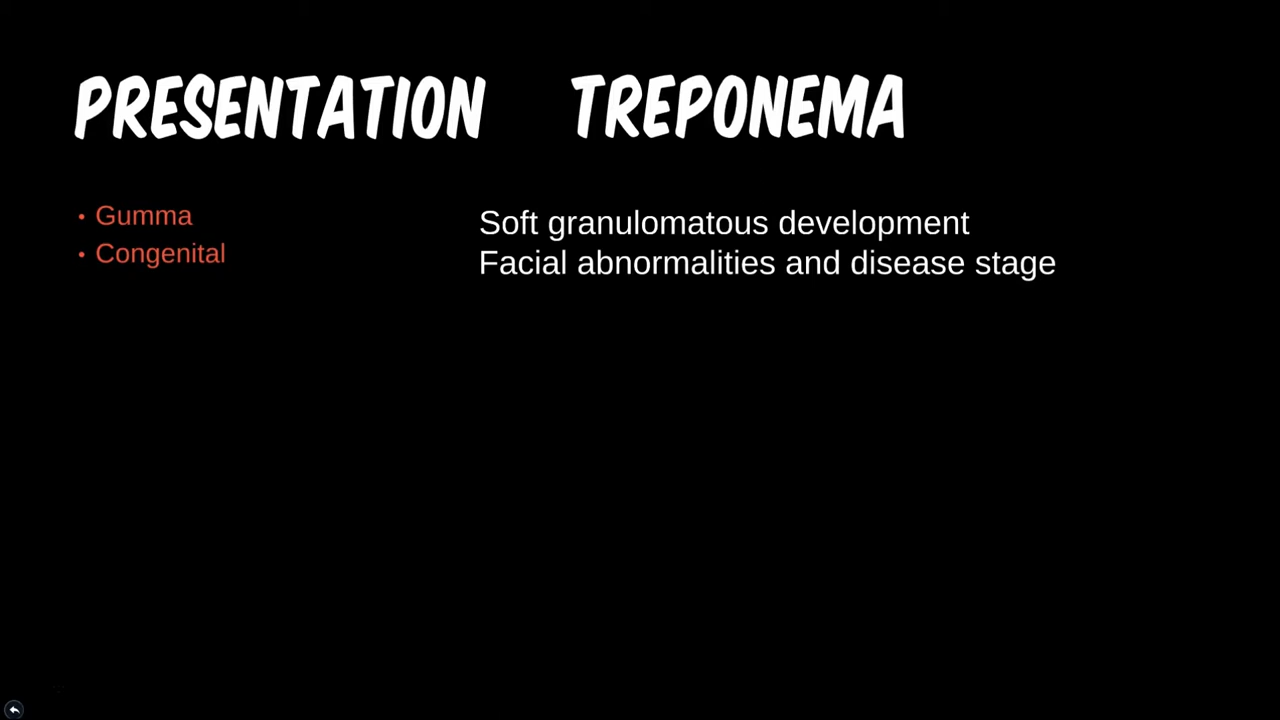 PRESENTATION TREPONEMA
• Gumma
• Congenital
Soft granulomatous development
Facial abnormalities and disease stage